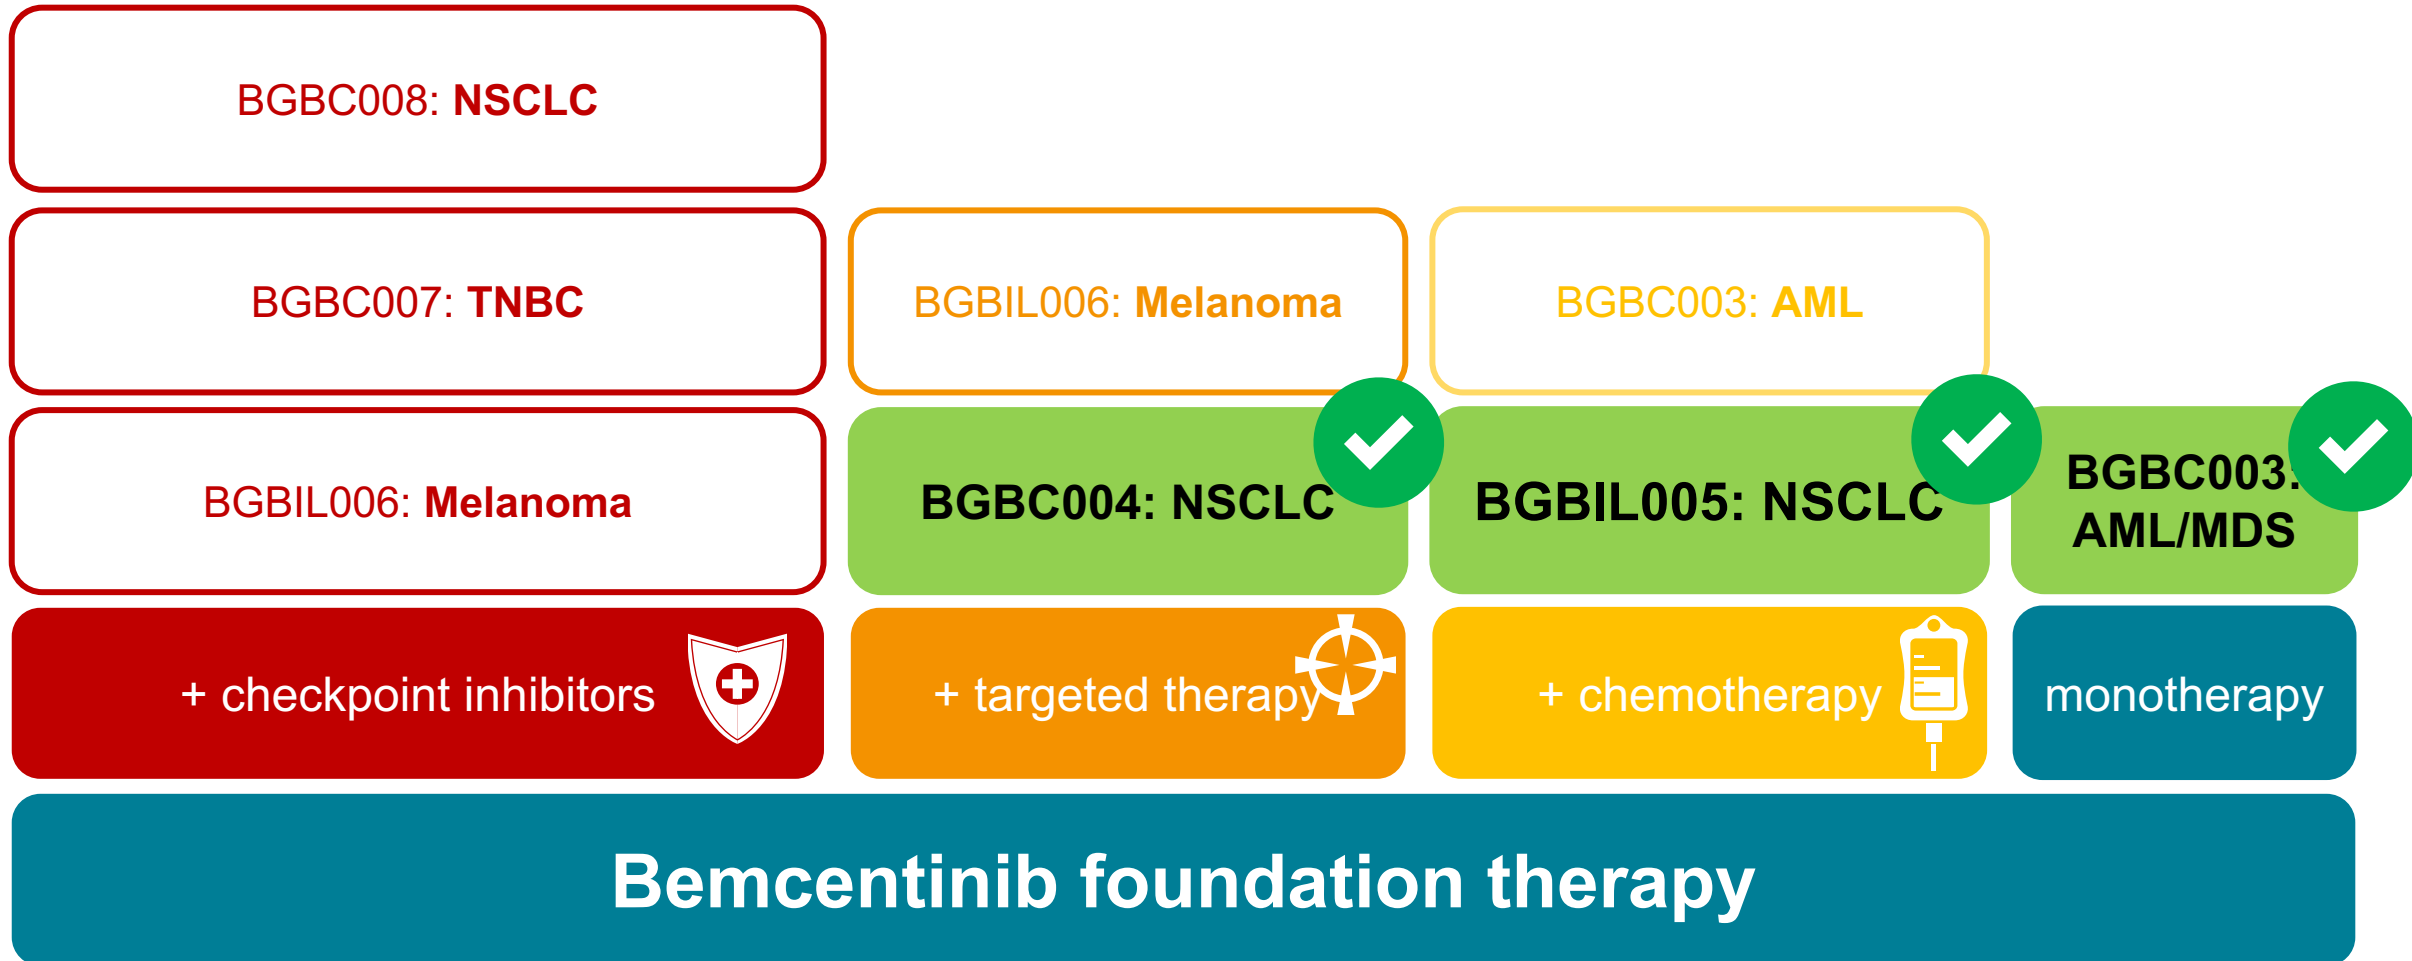 BGBC008: NSCLC
BGBC007: TNBC
BGBIL006: Melanoma
BGBC003: AML
BGBIL006: Melanoma
BGBC004: NSCLC
BGBIL005: NSCLC
BGBC003:
AML/MDS
+ checkpoint inhibitors
+ targeted therapy
+ chemotherapy
monotherapy
Bemcentinib foundation therapy